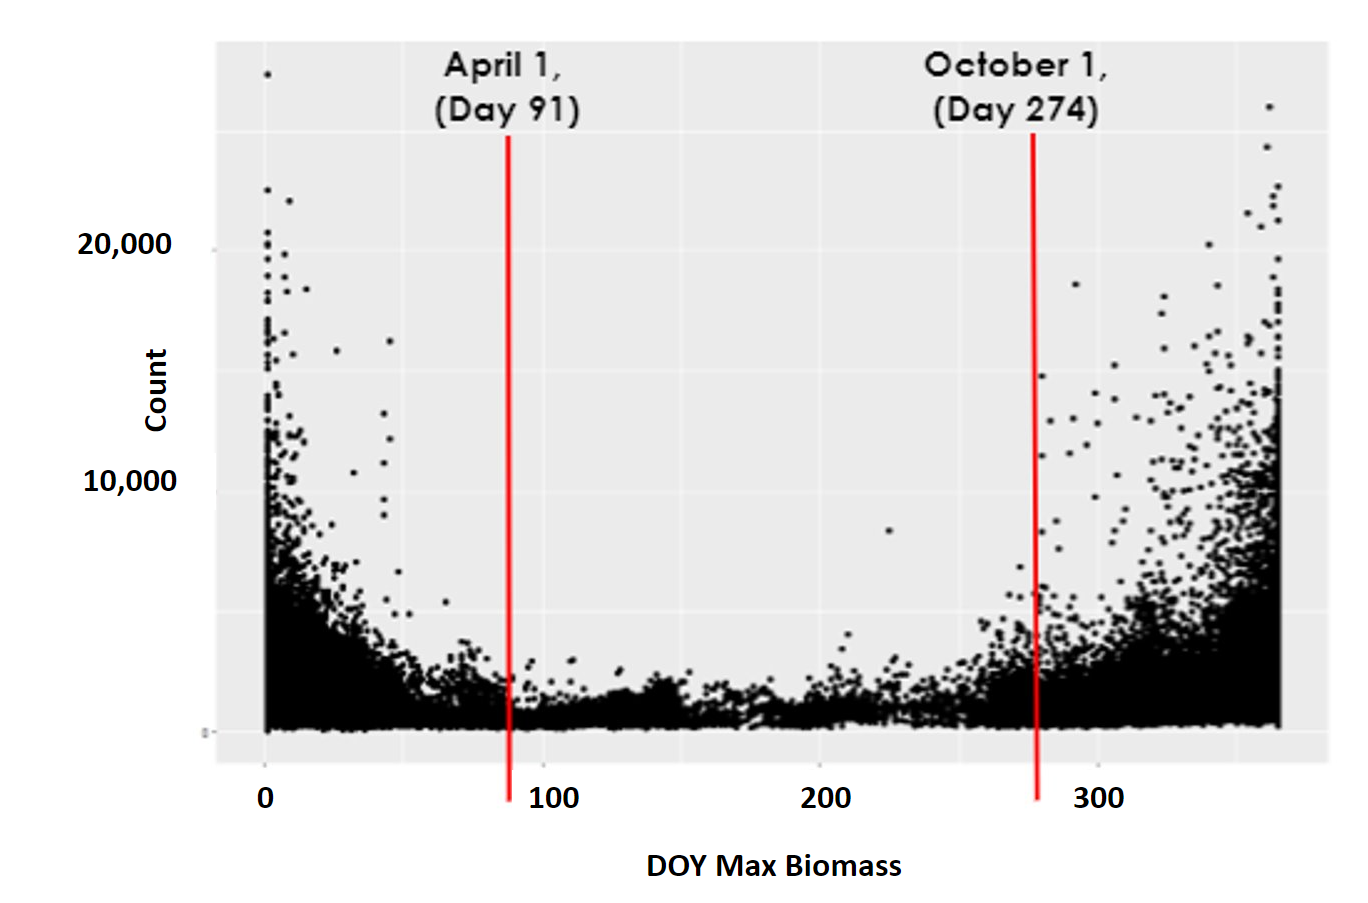 April 1,
(Day 91)
October 1,
(Day 274)
20,000
Count
10,000
0
0
100
200
300
DOY Max Biomass